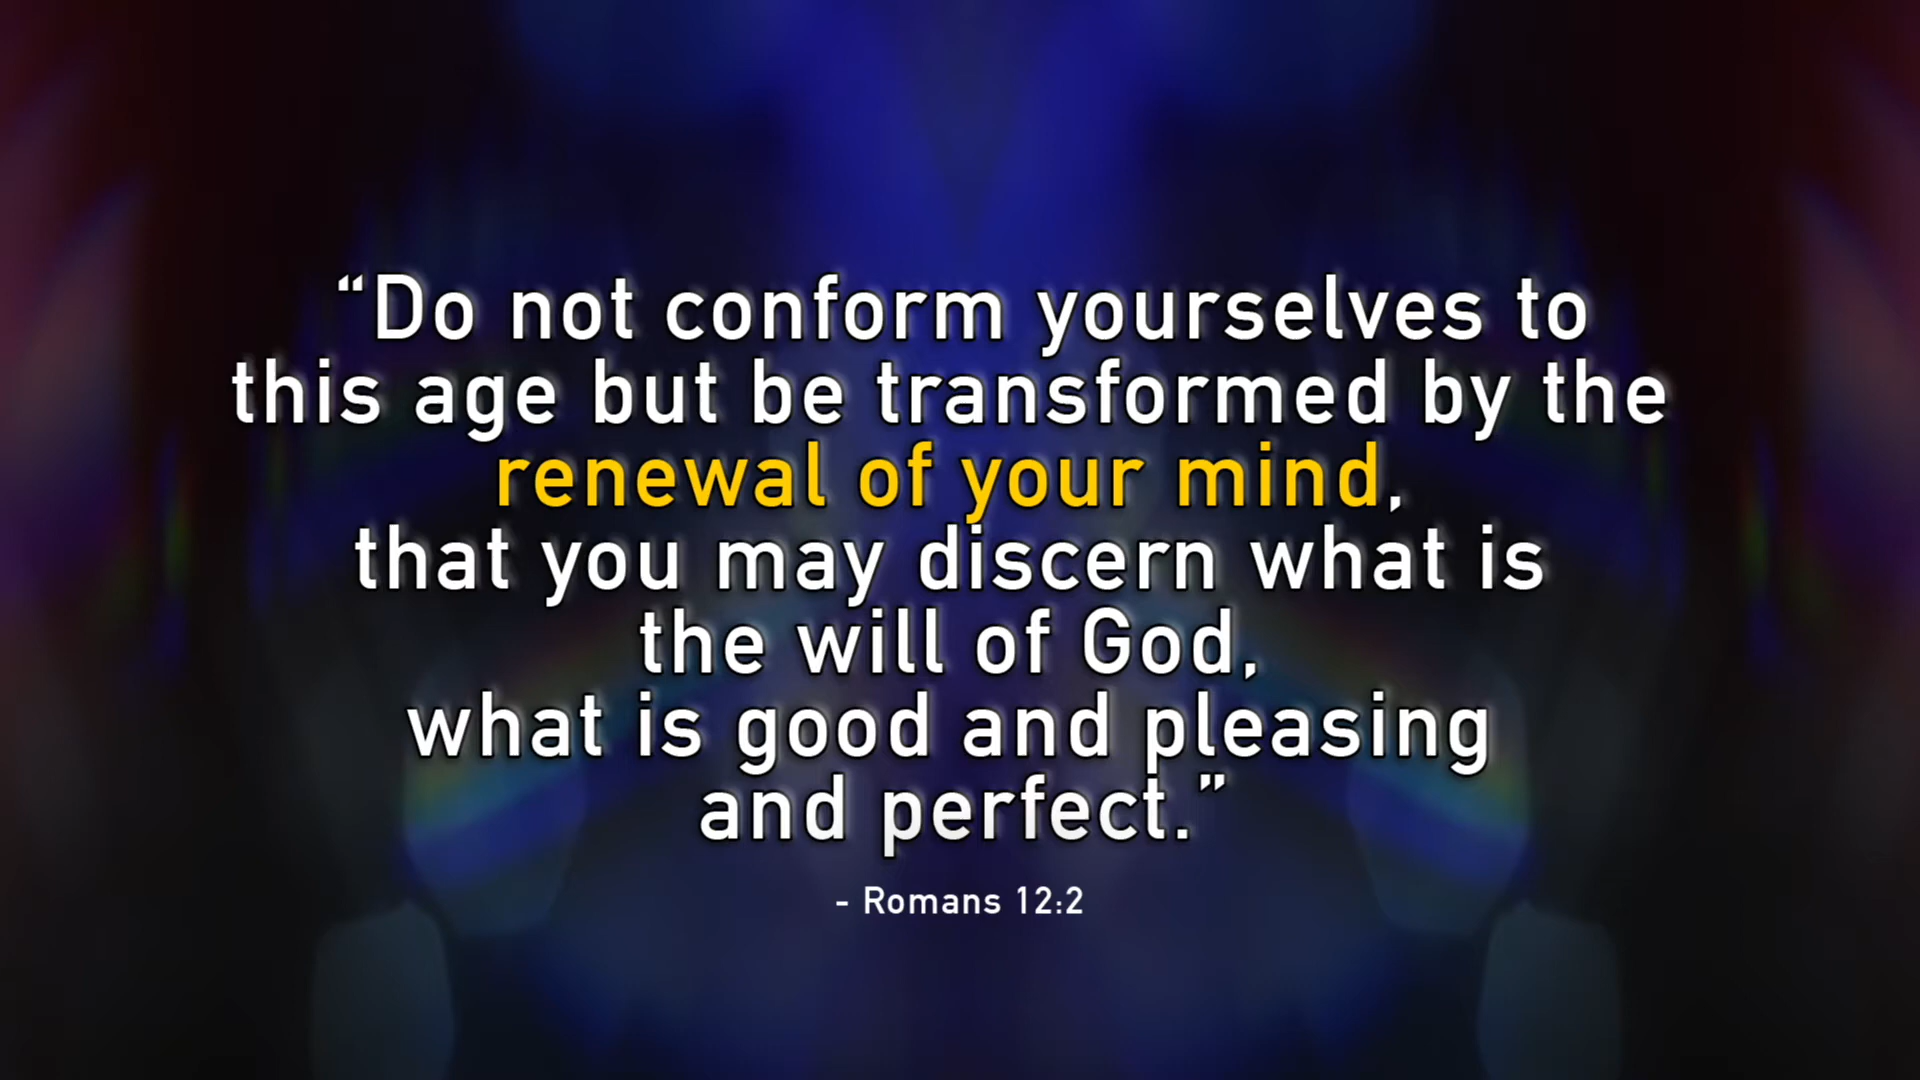 “Do not conform yourselves to
this age but be transformed by the
renewal of your mind,
that you may discern what is
the will of God,
what is good and pleasing
and perfect.”
- Romans 12:2